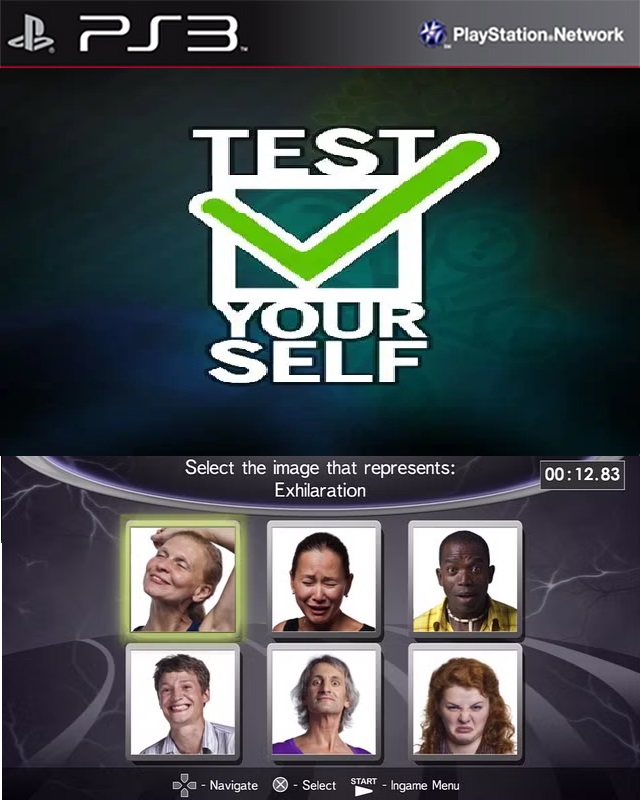 PS3™
PlayStation®Network
TEST
YOUR
SELF
Select the image that represents:
Exhilaration
00:12.83
- Navigate
- Select
START
- Ingame Menu